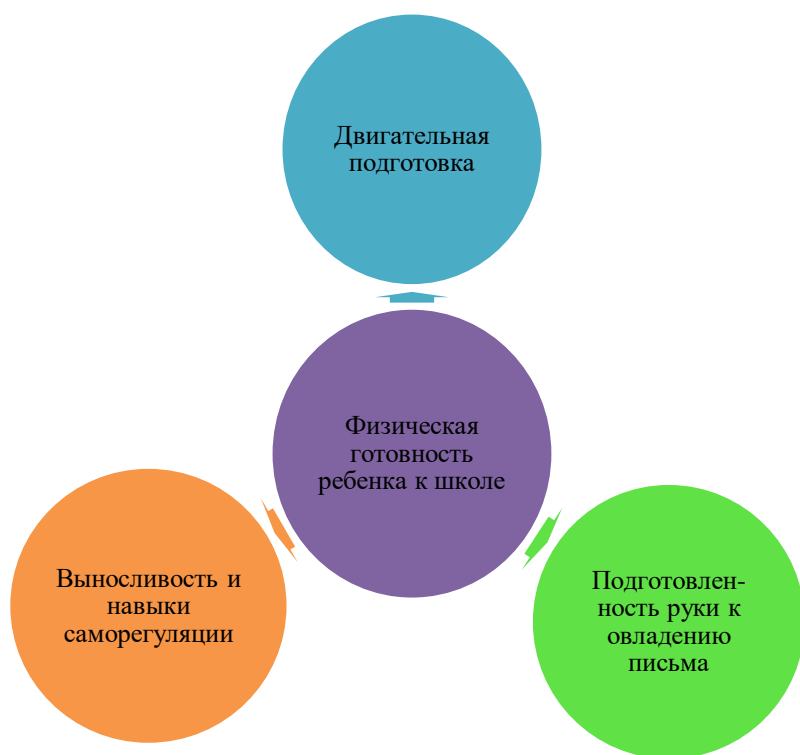 Двигательная
подготовка
Физическая
готовность
ребенка к школе
Выносливость и
навыки
саморегуляции
Подготовлен-
ность руки к
овладению
письма